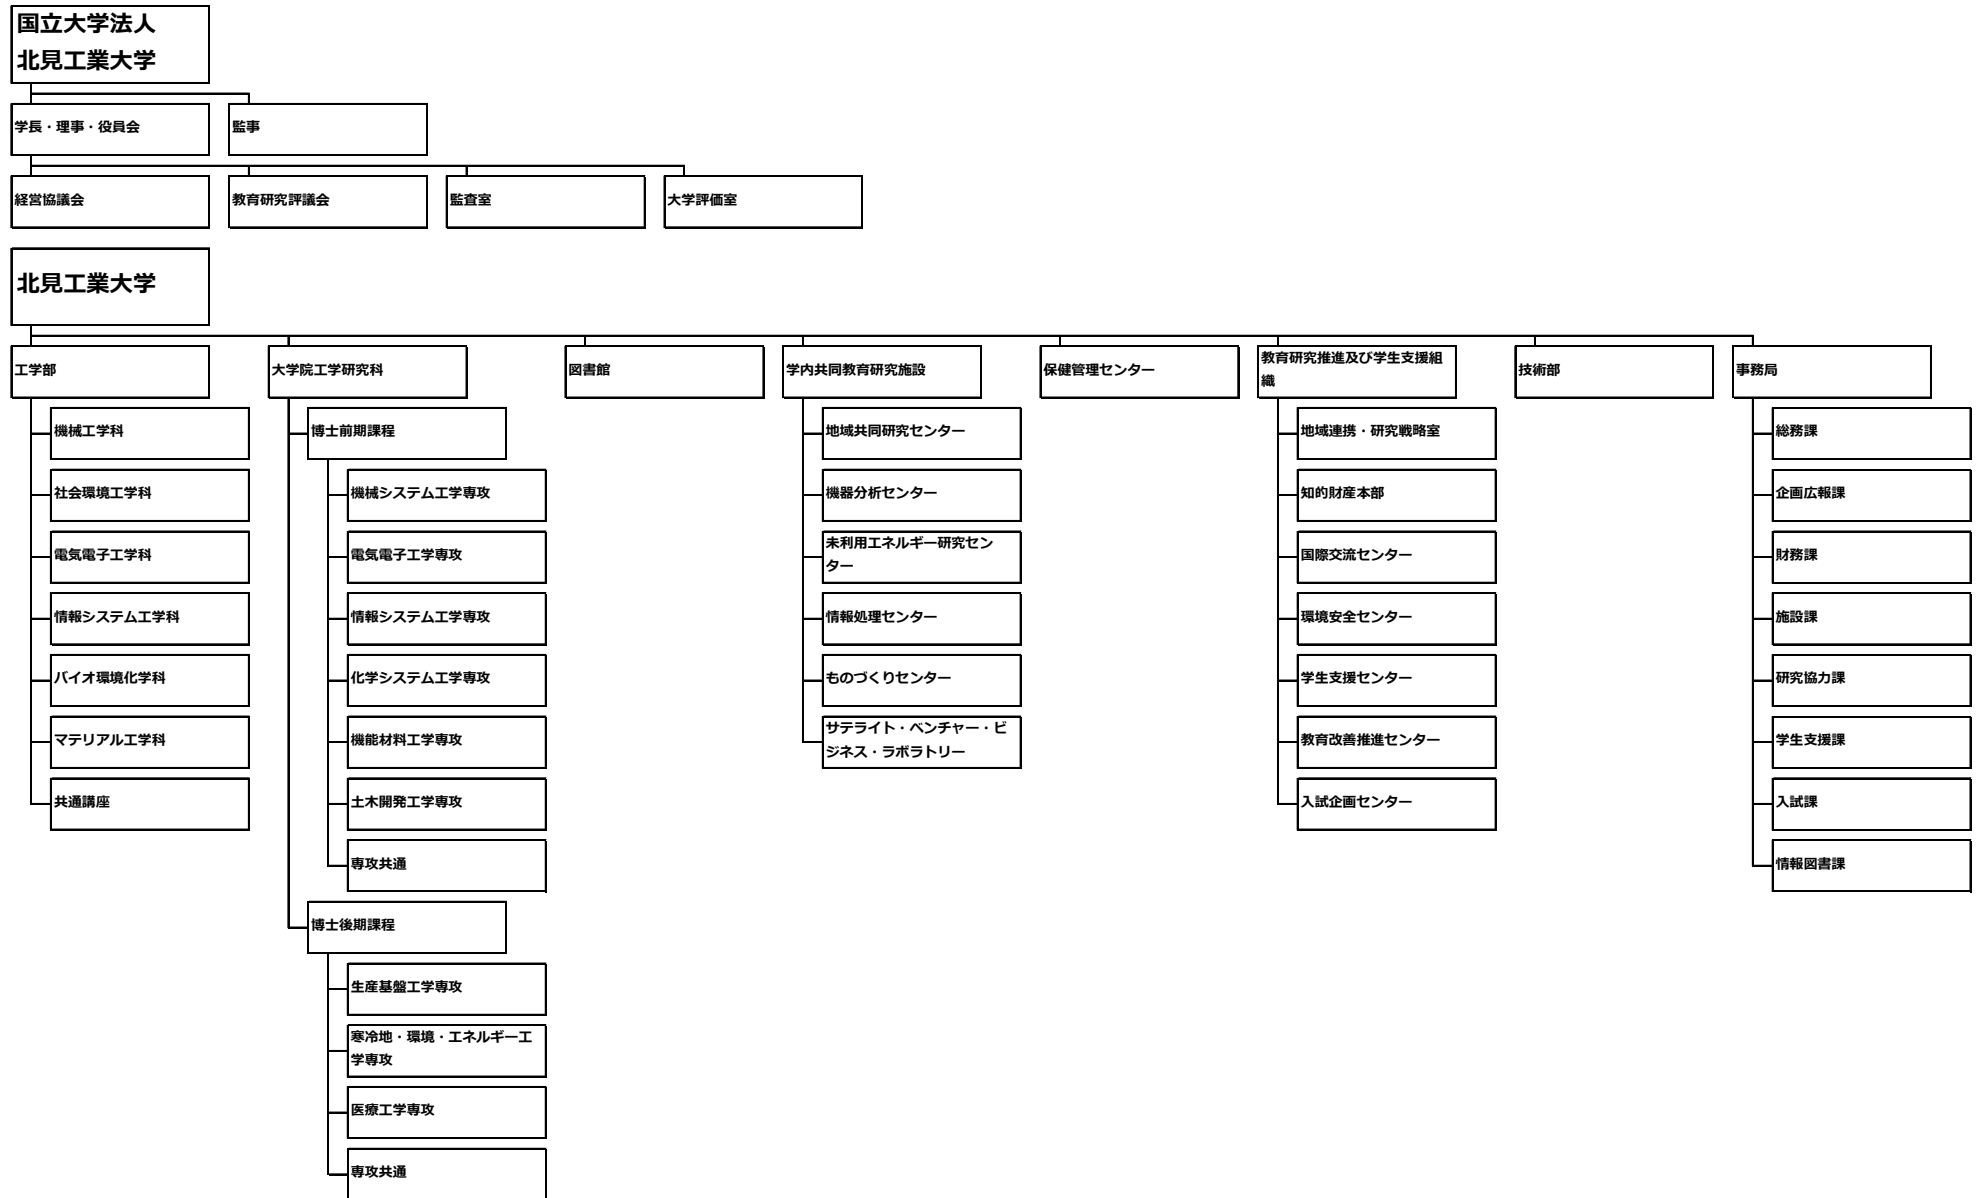 国立大学法人
北見工業大学
学長・理事・役員会
監事
経営協議会
教育研究評議会
監査室
大学評価室
北見工業大学
工学部
機械工学科
社会環境工学科
電気電子工学科
情報システム工学科
バイオ環境化学科
マテリアル工学科
共通講座
大学院工学研究科
博士前期課程
機械システム工学専攻
電気電子工学専攻
情報システム工学専攻
化学システム工学専攻
機能材料工学専攻
土木開発工学専攻
専攻共通
博士後期課程
生産基盤工学専攻
寒冷地・環境・エネルギー工
学専攻
医療工学専攻
専攻共通
図書館
学内共同教育研究施設
地域共同研究センター
機器分析センター
未利用エネルギー研究セン
ター
情報処理センター
ものづくりセンター
サテライト・ベンチャー・ビ
ジネス・ラボラトリー
保健管理センター
教育研究推進及び学生支援組
織
地域連携・研究戦略室
知的財産本部
国際交流センター
環境安全センター
学生支援センター
教育改善推進センター
入試企画センター
技術部
事務局
総務課
企画広報課
財務課
施設課
研究協力課
学生支援課
入試課
情報図書課